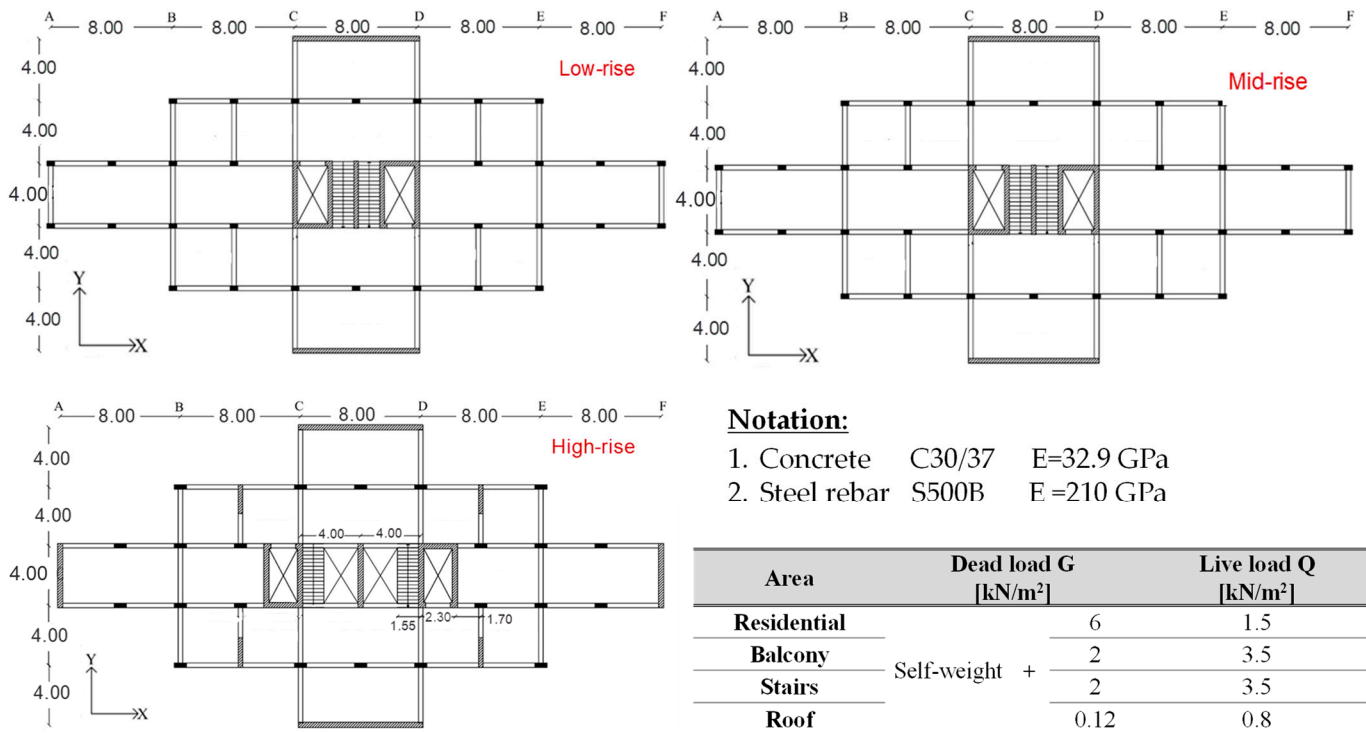 A B C D E F
8.00 8.00 8.00 8.00 8.00
4.00
4.00
4.00
4.00
4.00
Low-rise
Y
X
A B C D E F
8.00 8.00 8.00 8.00 8.00
4.00
4.00
4.00
4.00
4.00
Mid-rise
Y
X
A B C D E F
8.00 8.00 8.00 8.00 8.00
4.00
4.00
4.00
4.00
4.00
High-rise
4.00 4.00
1.55 2.30 1.70
Y
X
Notation:
1. Concrete C30/37 E=32.9 GPa
2. Steel rebar S500B E =210 GPa
Area Dead load G [kN/m²] Live load Q [kN/m²]
Residential 6 1.5
Balcony 2 3.5
Self-weight +
Stairs 2 3.5
Roof 0.12 0.8